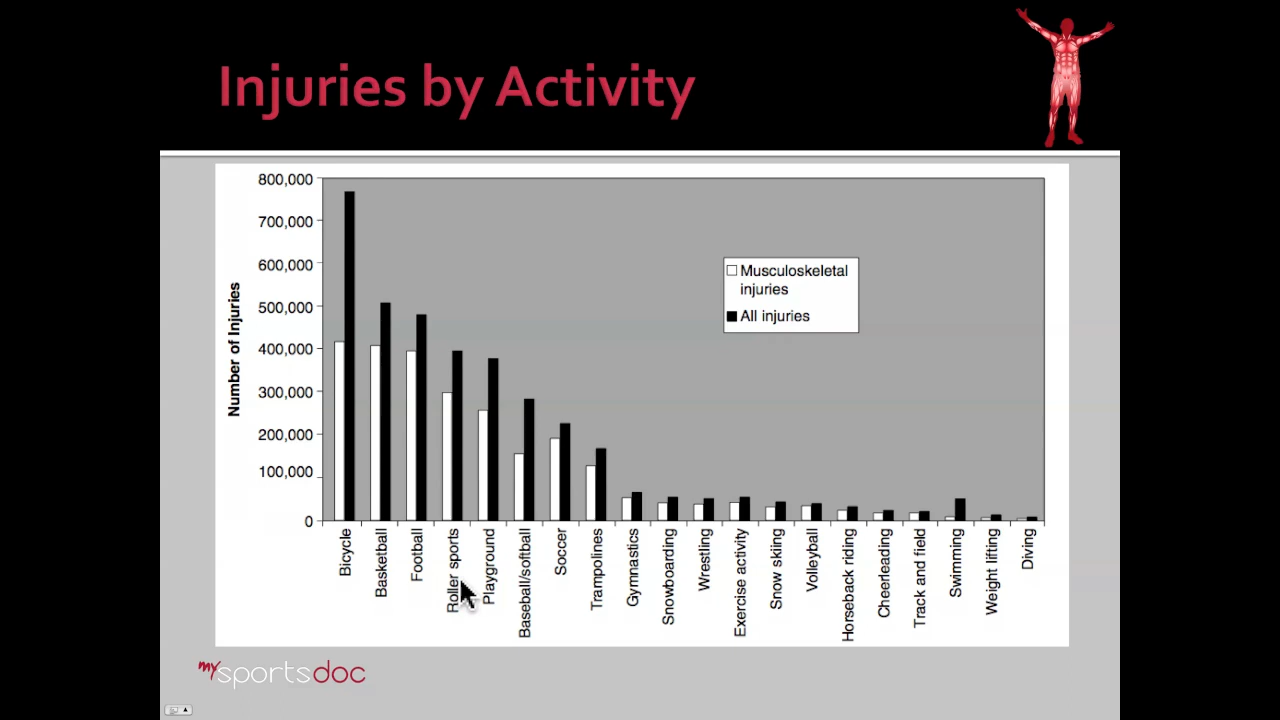 Injuries by Activity
800,000
700,000
600,000
500,000
400,000
300,000
200,000
100,000
0
Number of Injuries
Musculoskeletal
injuries
All injuries
Bicycle
Basketball
Football
Roller sports
Playground
Baseball/softball
Soccer
Trampolines
Gymnastics
Snowboarding
Wrestling
Exercise activity
Snow skiing
Volleyball
Horseback riding
Cheerleading
Track and field
Swimming
Weight lifting
Diving
mysportsdoc